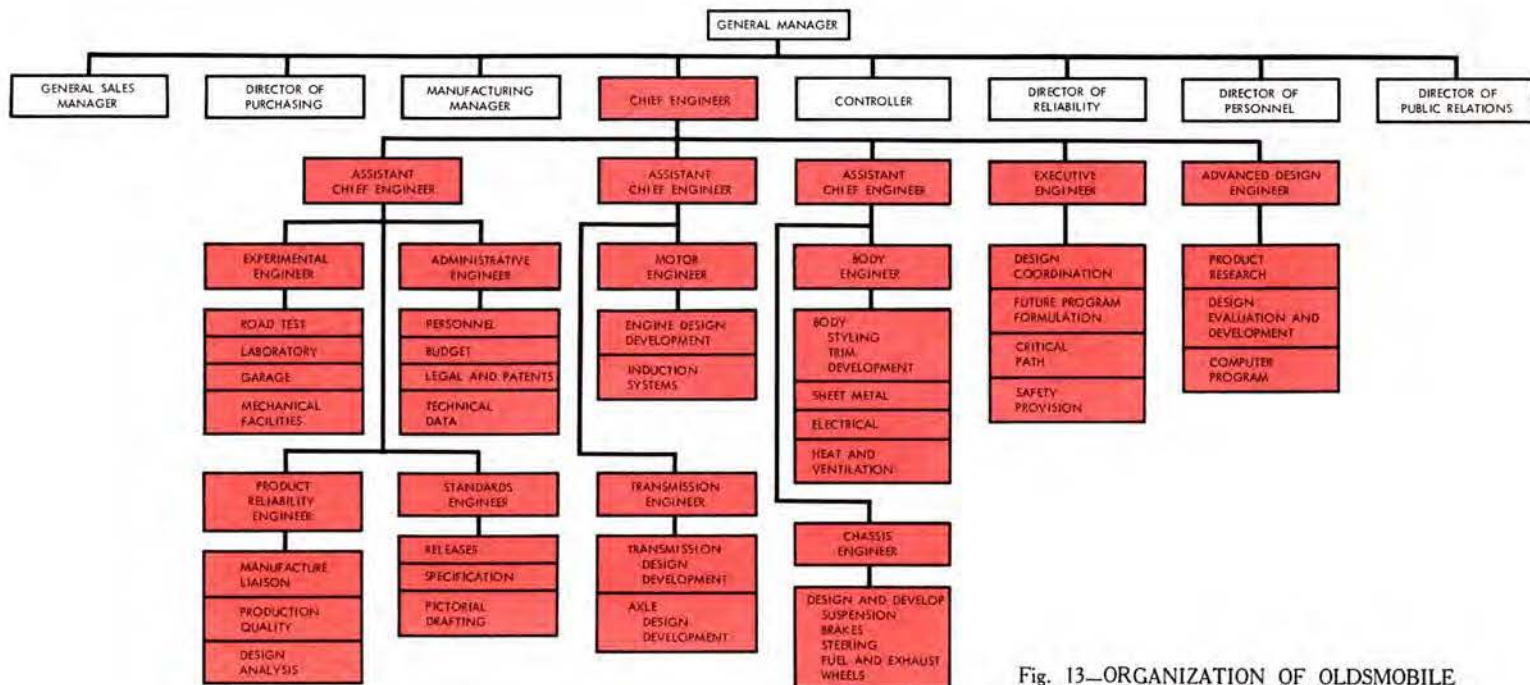 GENERAL MANAGER
GENERAL SALES
MANAGER
DIRECTOR OF
PURCHASING
MANUFACTURING
MANAGER
CHIEF ENGINEER
CONTROLLER
DIRECTOR OF
RELIABILITY
DIRECTOR OF
PERSONNEL
DIRECTOR OF
PUBLIC RELATIONS
ASSISTANT
CHIEF ENGINEER
ASSISTANT
CHIEF ENGINEER
ASSISTANT
CHIEF ENGINEER
EXECUTIVE
ENGINEER
ADVANCED DESIGN
ENGINEER
EXPERIMENTAL
ENGINEER
ROAD TEST
LABORATORY
GARAGE
MECHANICAL
FACILITIES
ADMINISTRATIVE
ENGINEER
PERSONNEL
BUDGET
LEGAL AND PATENTS
TECHNICAL
DATA
MOTOR
ENGINEER
ENGINE DESIGN
DEVELOPMENT
INDUCTION
SYSTEMS
BODY
ENGINEER
BODY
STYLING
TRIM
DEVELOPMENT
SHEET METAL
ELECTRICAL
HEAT AND
VENTILATION
DESIGN
COORDINATION
FUTURE PROGRAM
FORMULATION
CRITICAL
PATH
SAFETY
PROVISION
PRODUCT
RESEARCH
DESIGN
EVALUATION AND
DEVELOPMENT
COMPUTER
PROGRAM
PRODUCT
RELIABILITY
ENGINEER
MANUFACTURE
LIAISON
PRODUCTION
QUALITY
DESIGN
ANALYSIS
STANDARDS
ENGINEER
RELEASES
SPECIFICATION
PICTORIAL
DRAFTING
TRANSMISSION
ENGINEER
TRANSMISSION
DESIGN
DEVELOPMENT
AXLE
DESIGN
DEVELOPMENT
CHASSIS
ENGINEER
DESIGN AND DEVELOP
SUSPENSION
BRAKES
STEERING
FUEL AND EXHAUST
WHEELS
Fig. 13—ORGANIZATION OF OLDSMOBILE